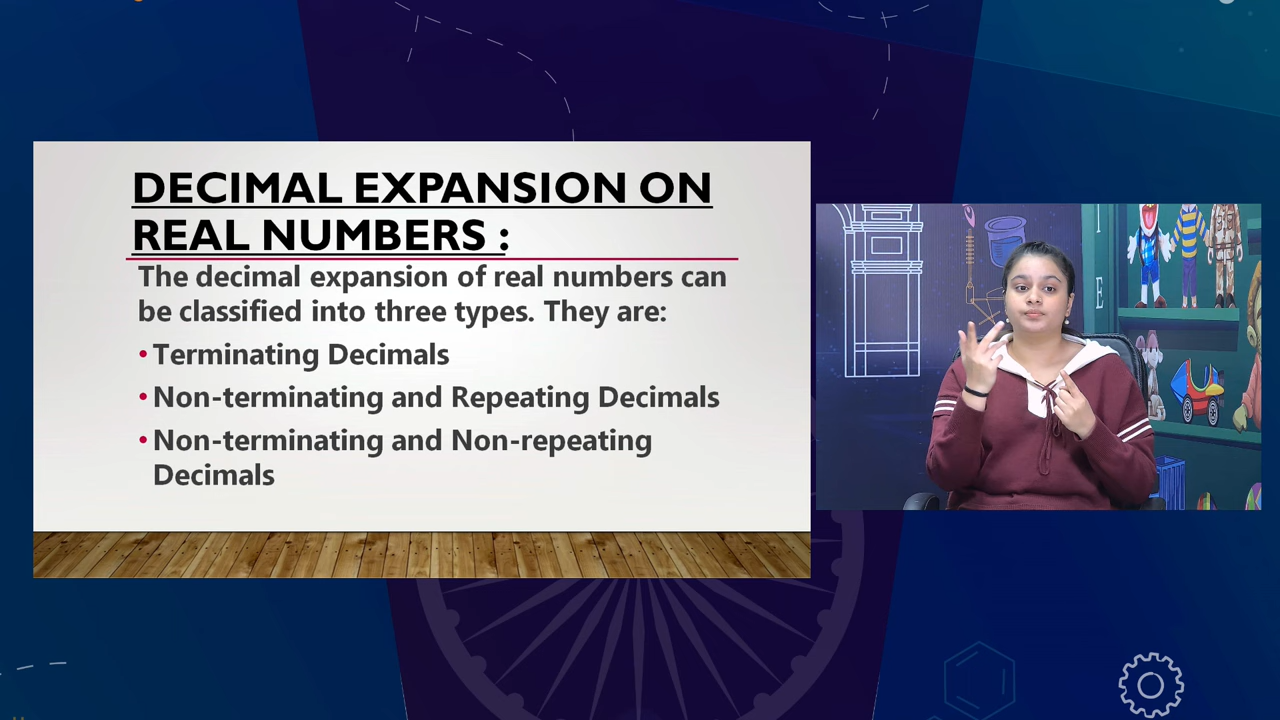 DECIMAL EXPANSION ON
REAL NUMBERS :
The decimal expansion of real numbers can
be classified into three types. They are:
•Terminating Decimals
•Non-terminating and Repeating Decimals
•Non-terminating and Non-repeating
Decimals